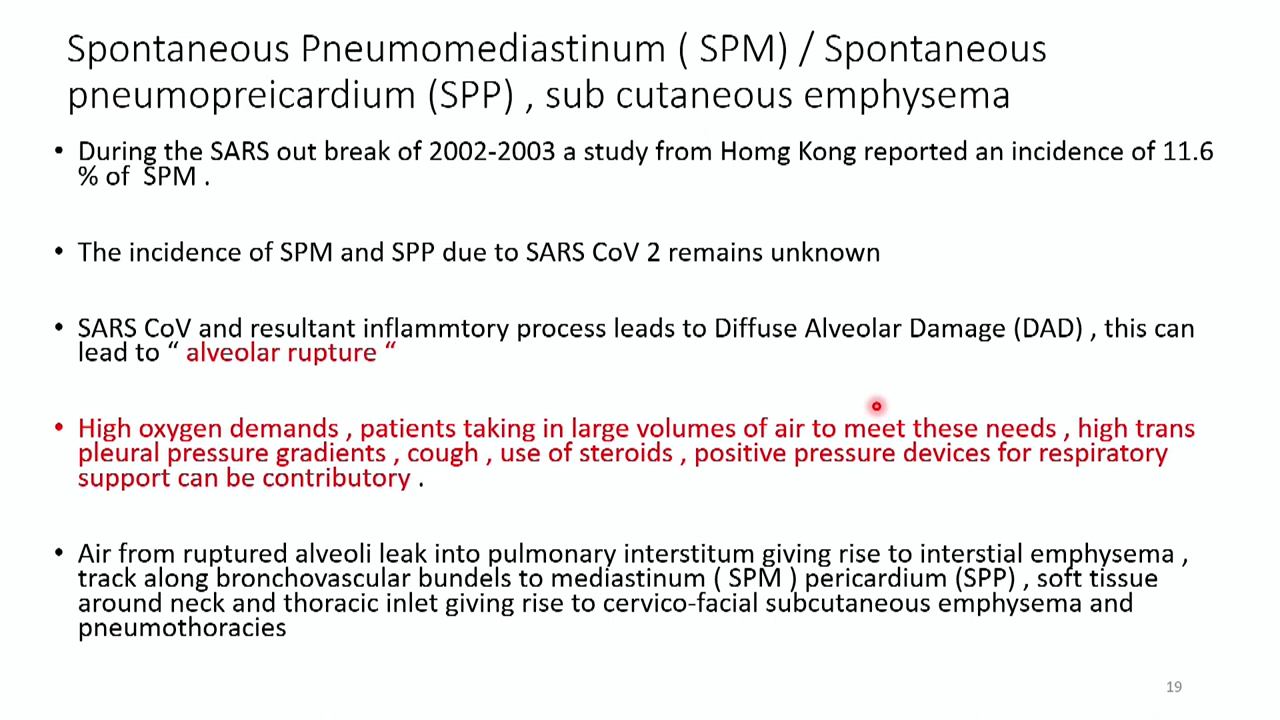 Spontaneous Pneumomediastinum ( SPM) / Spontaneous
pneumopreicardium (SPP) , sub cutaneous emphysema
• During the SARS out break of 2002-2003 a study from Homg Kong reported an incidence of 11.6
% of SPM .
• The incidence of SPM and SPP due to SARS CoV 2 remains unknown
• SARS CoV and resultant inflammtory process leads to Diffuse Alveolar Damage (DAD) , this can
lead to “ alveolar rupture “
• High oxygen demands , patients taking in large volumes of air to meet these needs , high trans
pleural pressure gradients , cough , use of steroids , positive pressure devices for respiratory
support can be contributory .
• Air from ruptured alveoli leak into pulmonary interstitum giving rise to interstial emphysema ,
track along bronchovascular bundels to mediastinum ( SPM ) pericardium (SPP) , soft tissue
around neck and thoracic inlet giving rise to cervico-facial subcutaneous emphysema and
pneumothoracies
19